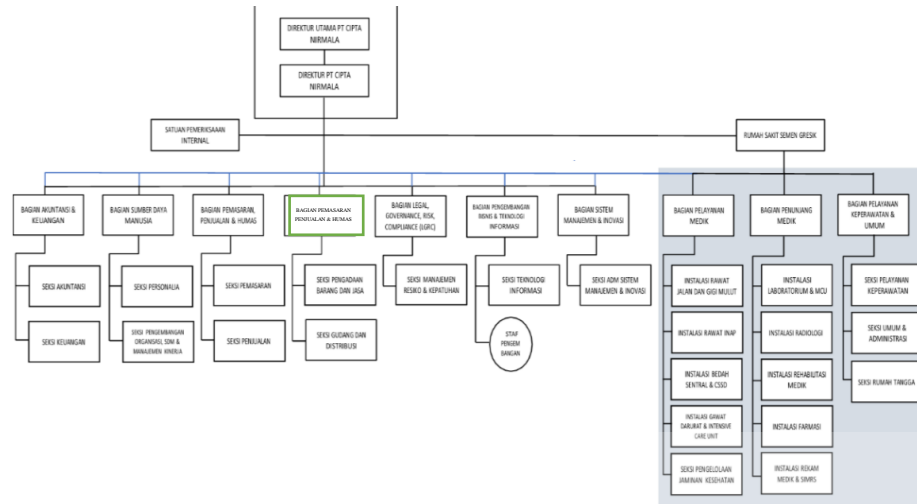 DIREKTUR UTAMA PT CIPTA
NIRMALA
DIREKTUR PT CIPTA
NIRMALA
SATUAN PEMERIKSAAAN
INTERNAL
RUMAH SAKIT SEMEN GRESIK
BAGIAN AKUNTANSI &
KEUANGAN
BAGIAN SUMBER DAYA
MANUSIA
BAGIAN PEMASARAN,
PENJUALAN & HUMAS
BAGIAN PEMASARAN
PENJUALAN & HUMAS
BAGIAN LEGAL,
GOVERNANCE, RISK,
COMPLIANCE (LGRC)
BAGIAN PENGEMBANGAN
BISNIS & TEKNOLOGI
INFORMASI
BAGIAN SISTEM
MANAJEMEN & INOVASI
BAGIAN PELAYANAN
MEDIK
BAGIAN PENUNJANG
MEDIK
BAGIAN PELAYANAN
KEPERAWATAN &
UMUM
SEKSI AKUNTANSI
SEKSI KEUANGAN
SEKSI PERSONALIA
SEKSI PENGEMBANGAN
ORGANISASI, SDM &
MANAJEMEN KINERJA
SEKSI PEMASARAN
SEKSI PENJUALAN
SEKSI PENGADAAN
BARANG DAN JASA
SEKSI GUDANG DAN
DISTRIBUSI
SEKSI MANAJEMEN
RESIKO & KEPATUHAN
SEKSI TEKNOLOGI
INFORMASI
STAF
PENGEM
BANGAN
SEKSI ADM SISTEM
MANAJEMEN & INOVASI
INSTALASI RAWAT
JALAN DAN GIGI MULUT
INSTALASI RAWAT INAP
INSTALASI BEDAH
SENTRAL & CSSD
INSTALASI GAWAT
DARURAT & INTENSIVE
CARE UNIT
SEKSI PENGELOLAAN
JAMINAN KESEHATAN
INSTALASI
LABORATORIUM & MCU
INSTALASI RADIOLOGI
INSTALASI REHABILITASI
MEDIK
INSTALASI FARMASI
INSTALASI REKAM
MEDIK & SIMRS
SEKSI PELAYANAN
KEPERAWATAN
SEKSI UMUM &
ADMINISTRASI
SEKSI RUMAH TANGGA